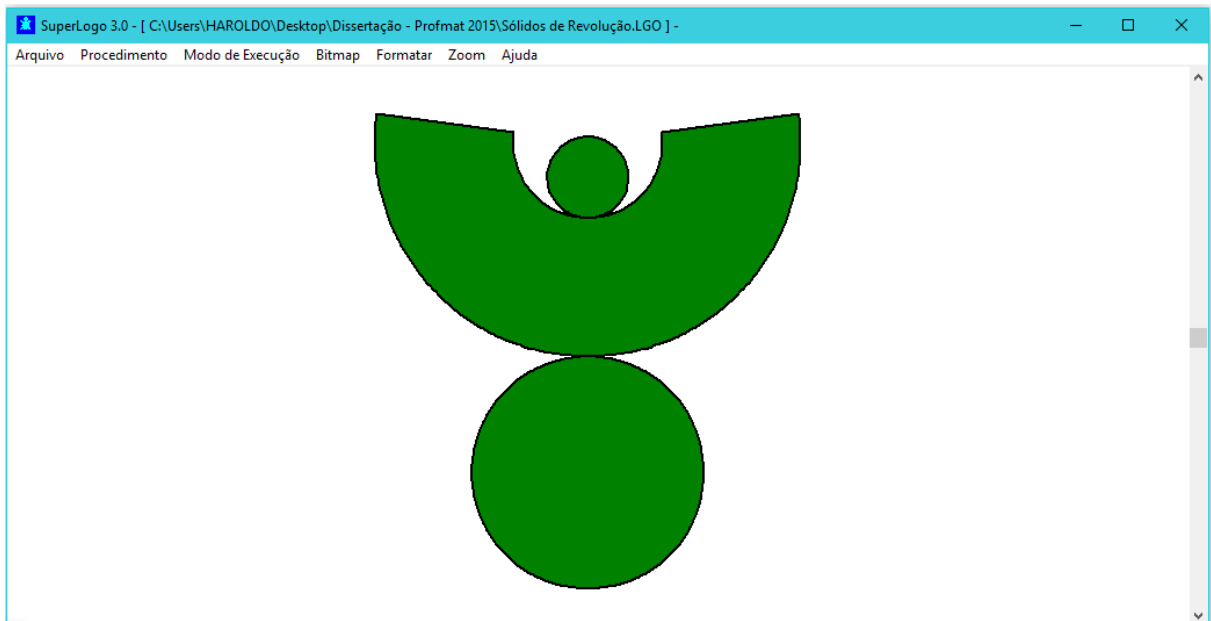 SuperLogo 3.0 - [ C:\Users\HAROLDO\Desktop\Dissertação - Profmat 2015\Sólidos de Revolução.LGO ] -
Arquivo Procedimento Modo de Execução Bitmap Formatar Zoom Ajuda